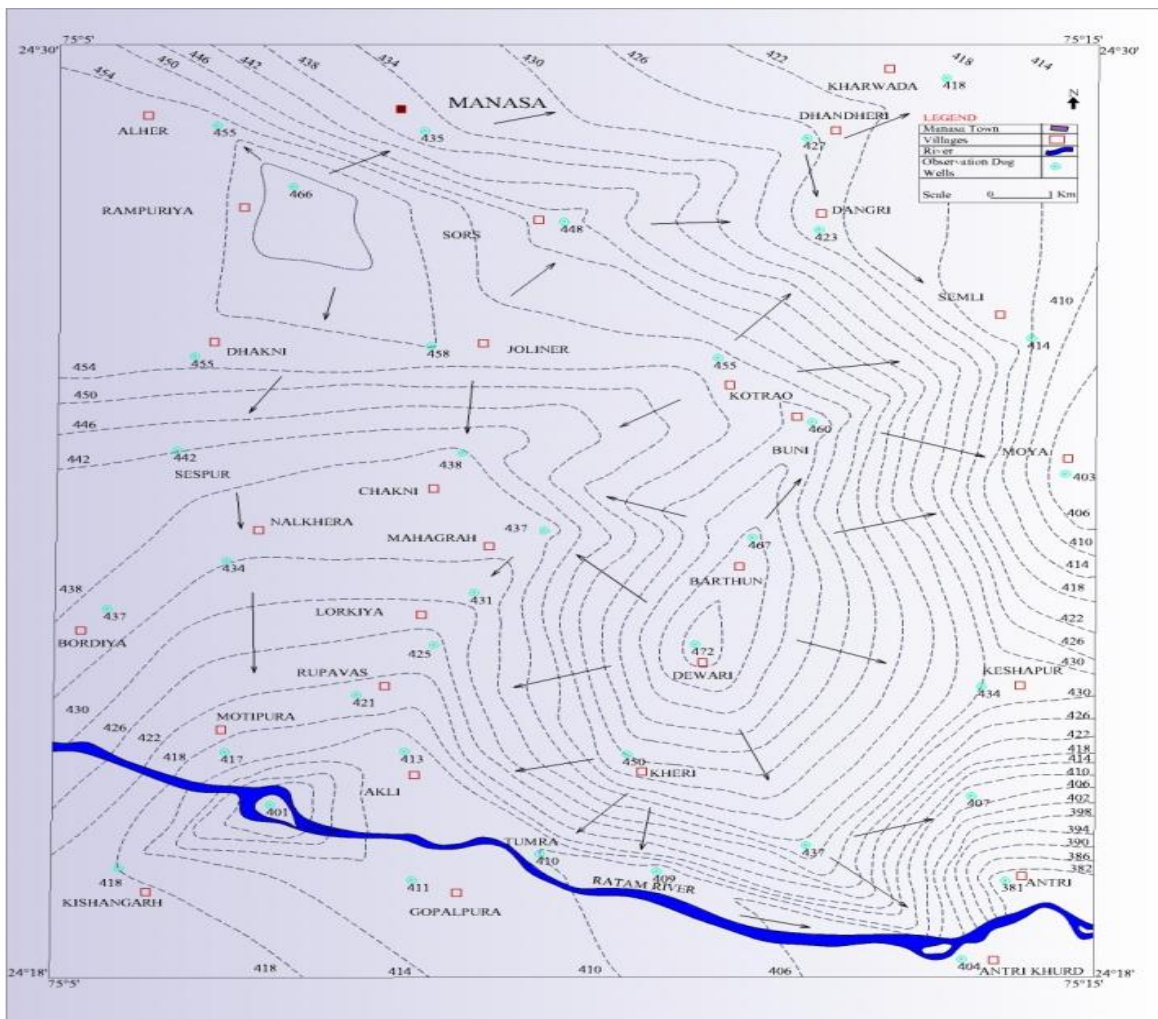 75°5' 75°15'
24°30' 24°30'
454 450 446 442 438 434 430 426 422 418 414
KHARWADA 418
MANASA
N
ALHER 455 435 DHANDHERI
427
LEGEND
Manasa Town
Villages
River
Observation Dug
Wells
Scale 0 1 Km
466
RAMPURIYA
SORS 448
DANGRI
423
SEMLI
410
DHAKNI
455
458
JOLINER
455
414
454
KOTRAO
450
446
460
442
442
438
BUNI
MOYA
403
SESPUR
CHAKNI
406
NALKHERA
437
410
MAHAGRAH
467
414
434
BARTHUN
418
438
437
431
LORKIYA
422
BORDIYA
425
472
426
430
RUPAVAS
DEWARI
KESHAPUR
434
421
430
430
426
MOTIPURA
426
422
422
418
417
413
450
418
414
KHERI
410
AKLI
406
401
407
402
398
TUMRA
410
437
394
390
386
418
411
409
RATAM RIVER
382
381
ANTRI
KISHANGARH
GOPALPURA
404
418 414 410 406
ANTRI KHURD
24°18' 24°18'
75°5' 75°15'